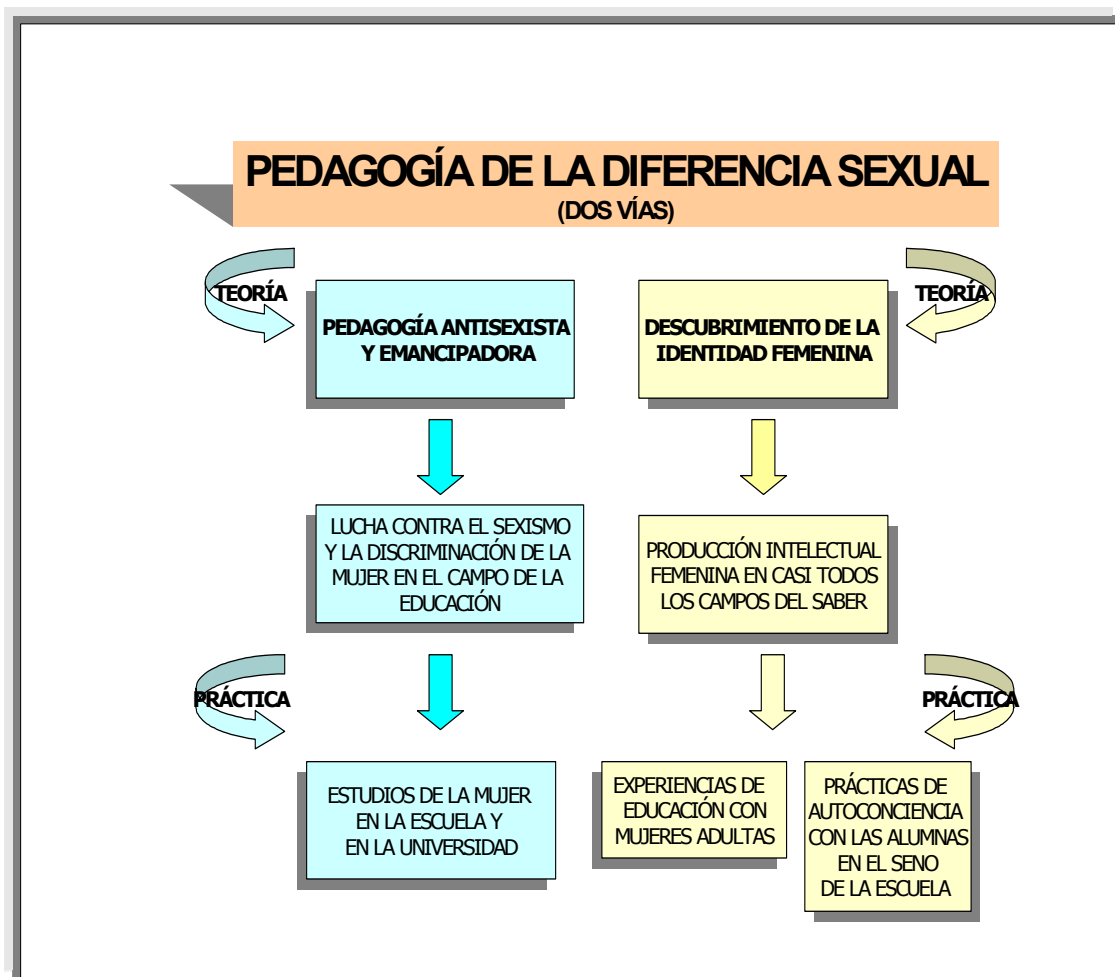 PEDAGOGÍA DE LA DIFERENCIA SEXUAL
(DOS VÍAS)
TEORÍA
PEDAGOGÍA ANTISEXISTA
Y EMANCIPADORA
DESCUBRIMIENTO DE LA
IDENTIDAD FEMENINA
TEORÍA
LUCHA CONTRA EL SEXISMO
Y LA DISCRIMINACIÓN DE LA
MUJER EN EL CAMPO DE LA
EDUCACIÓN
PRODUCCIÓN INTELECTUAL
FEMENINA EN CASI TODOS
LOS CAMPOS DEL SABER
PRÁCTICA
PRÁCTICA
ESTUDIOS DE LA MUJER
EN LA ESCUELA Y
EN LA UNIVERSIDAD
EXPERIENCIAS DE
EDUCACIÓN CON
MUJERES ADULTAS
PRÁCTICAS DE
AUTOCONCIENCIA
CON LAS ALUMNAS
EN EL SENO
DE LA ESCUELA